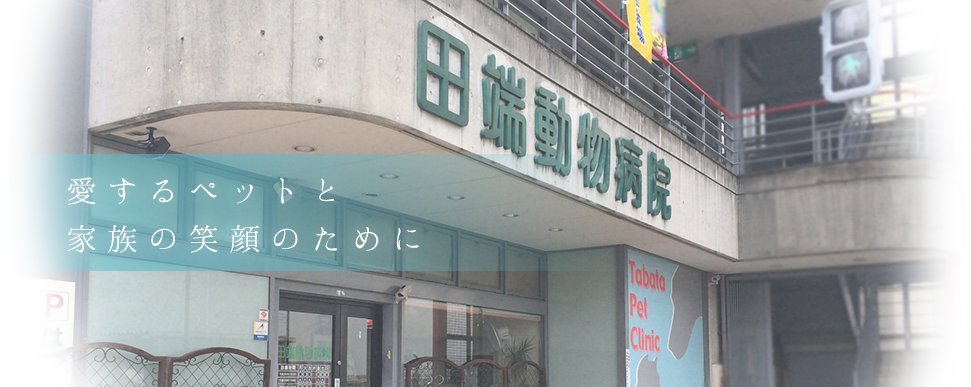 田端動物病院
愛するペットと
家族の笑顔のために
Tabata
Pet
Clinic
P